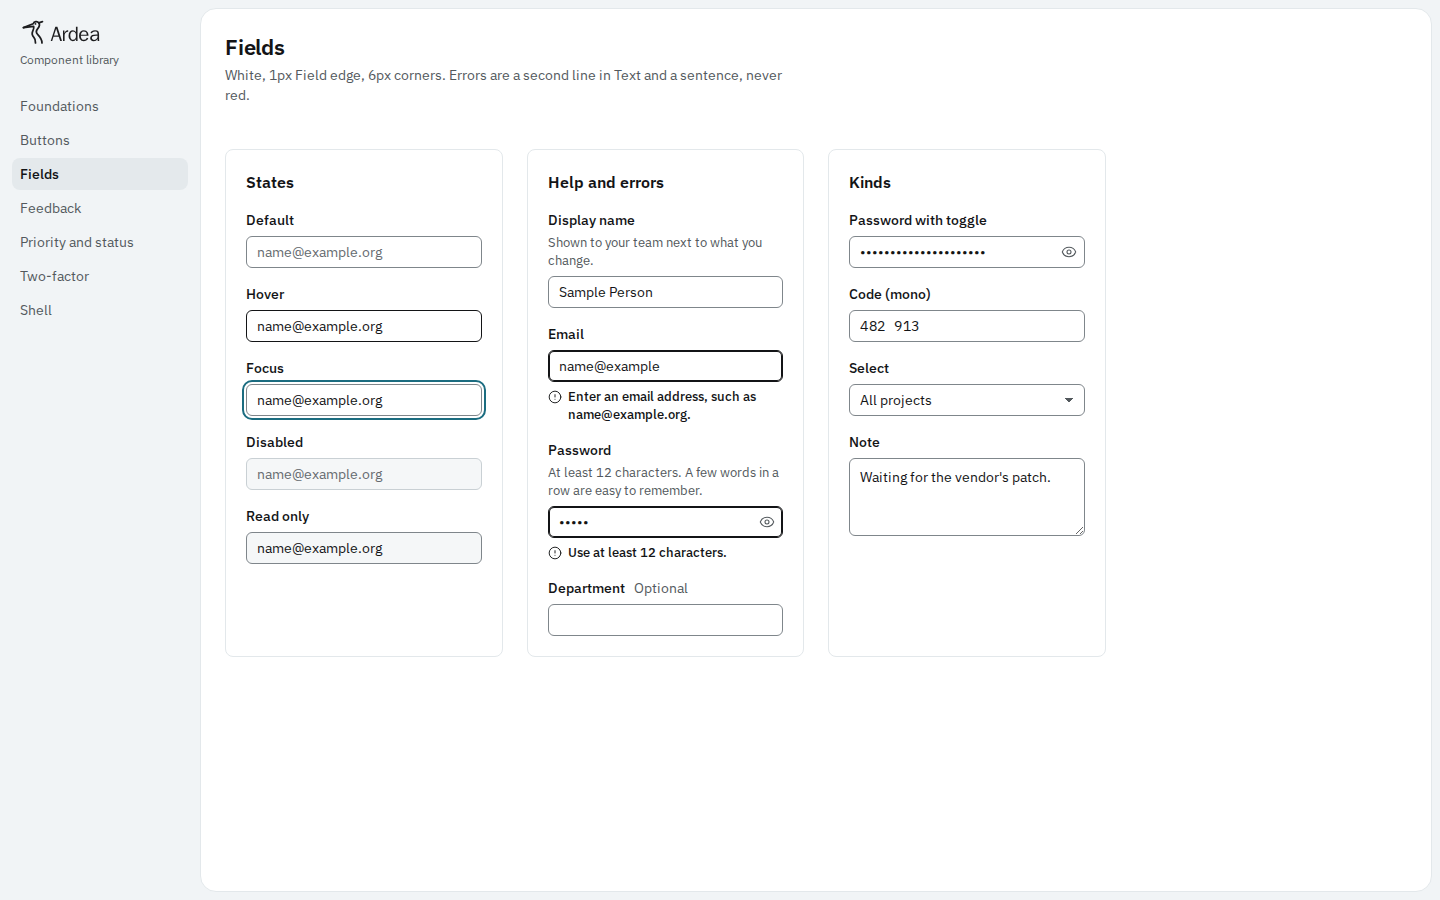 Ardea
Component library
Foundations
Buttons
Fields
Feedback
Priority and status
Two-factor
Shell
Fields
White, 1px Field edge, 6px corners. Errors are a second line in Text and a sentence, never
red.
States
Default
name@example.org
Hover
name@example.org
Focus
name@example.org
Disabled
name@example.org
Read only
name@example.org
Help and errors
Display name
Shown to your team next to what you
change.
Sample Person
Email
name@example
Enter an email address, such as
name@example.org.
Password
At least 12 characters. A few words in a
row are easy to remember.
•••••
Use at least 12 characters.
Department Optional
Kinds
Password with toggle
•••••••••••••••••••••
Code (mono)
482 913
Select
All projects
Note
Waiting for the vendor's patch.